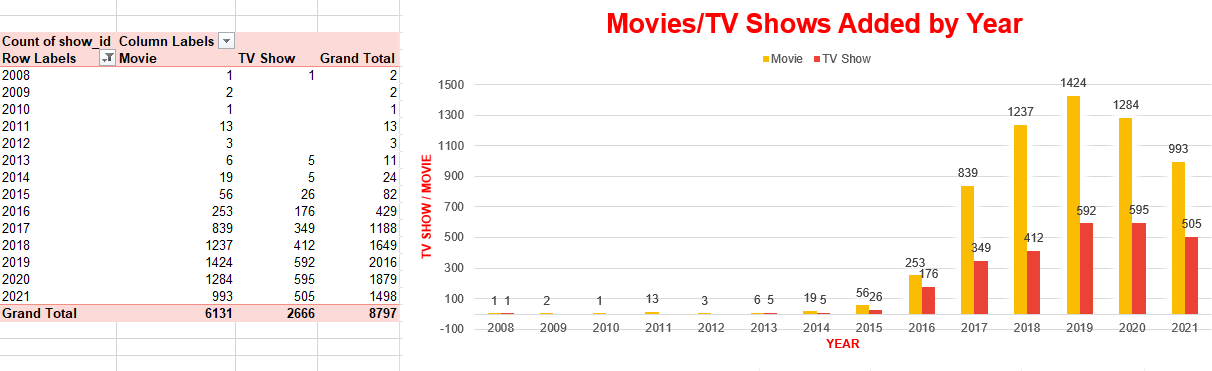 Count of show_id Column Labels
Row Labels Movie TV Show Grand Total
2008 1 1 2
2009 2 2
2010 1 1
2011 13 13
2012 3 3
2013 6 5 11
2014 19 5 24
2015 56 26 82
2016 253 176 429
2017 839 349 1188
2018 1237 412 1649
2019 1424 592 2016
2020 1284 595 1879
2021 993 505 1498
Grand Total 6131 2666 8797
Movies/TV Shows Added by Year
Movie TV Show
TV SHOW / MOVIE
1500
1300
1100
900
700
500
300
100
-100
1 1 2 1 13 3 6 5 19 5 56 26 253 176 839 349 1237 412 1424 592 1284 595 993 505
2008 2009 2010 2011 2012 2013 2014 2015 2016 2017 2018 2019 2020 2021
YEAR